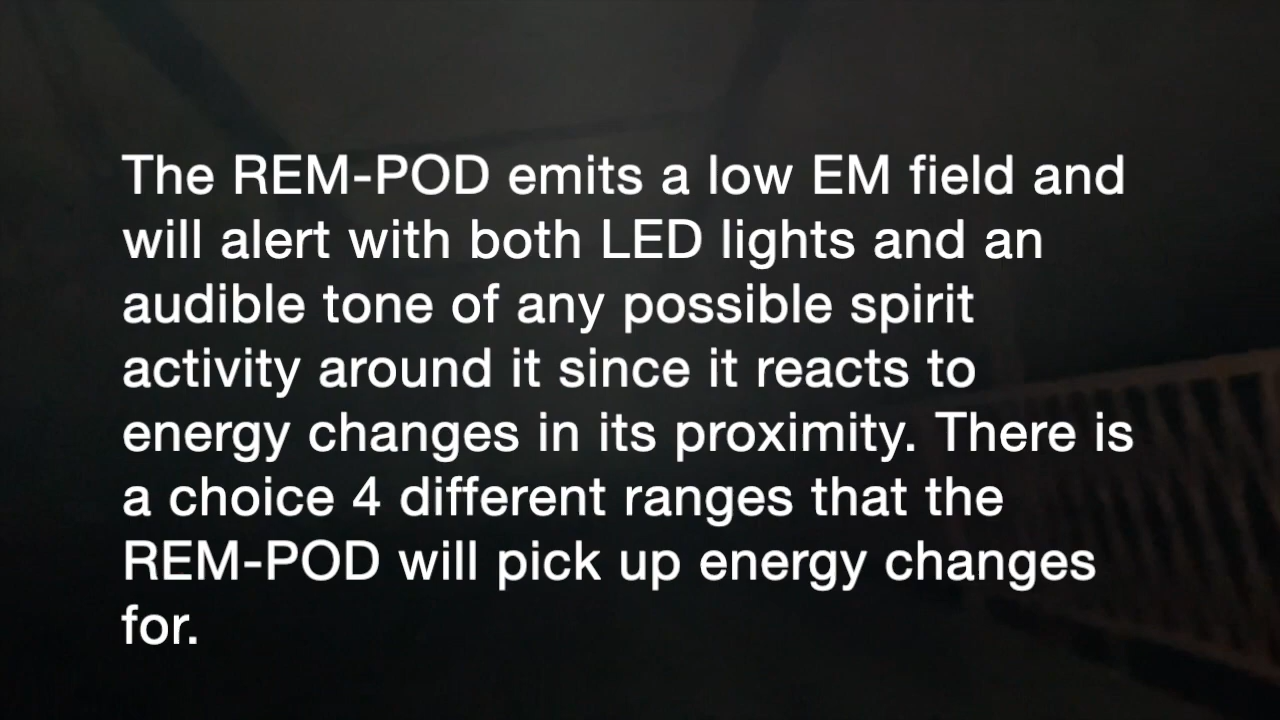 The REM-POD emits a low EM field and
will alert with both LED lights and an
audible tone of any possible spirit
activity around it since it reacts to
energy changes in its proximity. There is
a choice 4 different ranges that the
REM-POD will pick up energy changes
for.